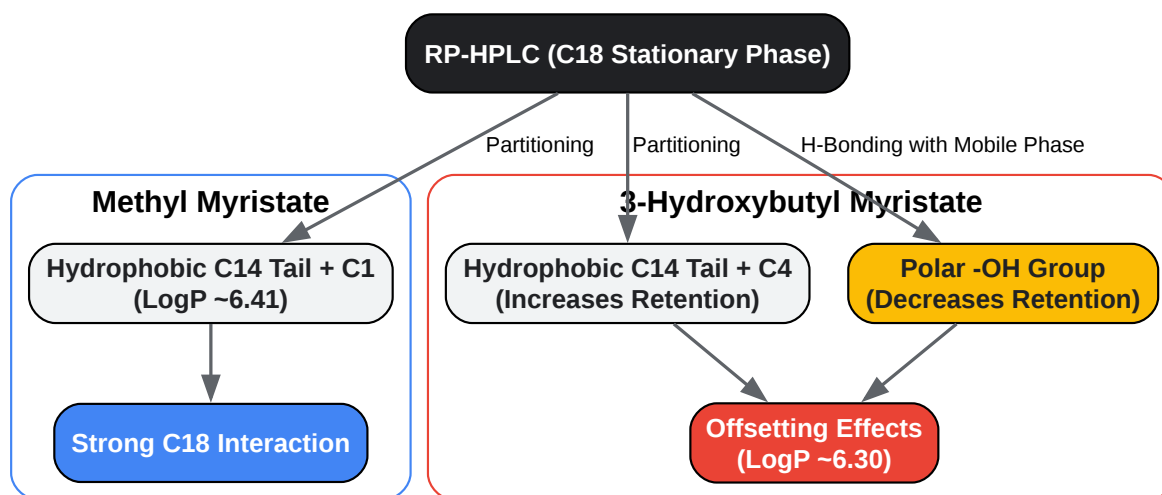 RP-HPLC (C18 Stationary Phase)
Partitioning
Partitioning
H-Bonding with Mobile Phase
Methyl Myristate
3-Hydroxybutyl Myristate
Hydrophobic C14 Tail + C1
(LogP ~6.41)
Hydrophobic C14 Tail + C4
(Increases Retention)
Polar -OH Group
(Decreases Retention)
Strong C18 Interaction
Offsetting Effects
(LogP ~6.30)